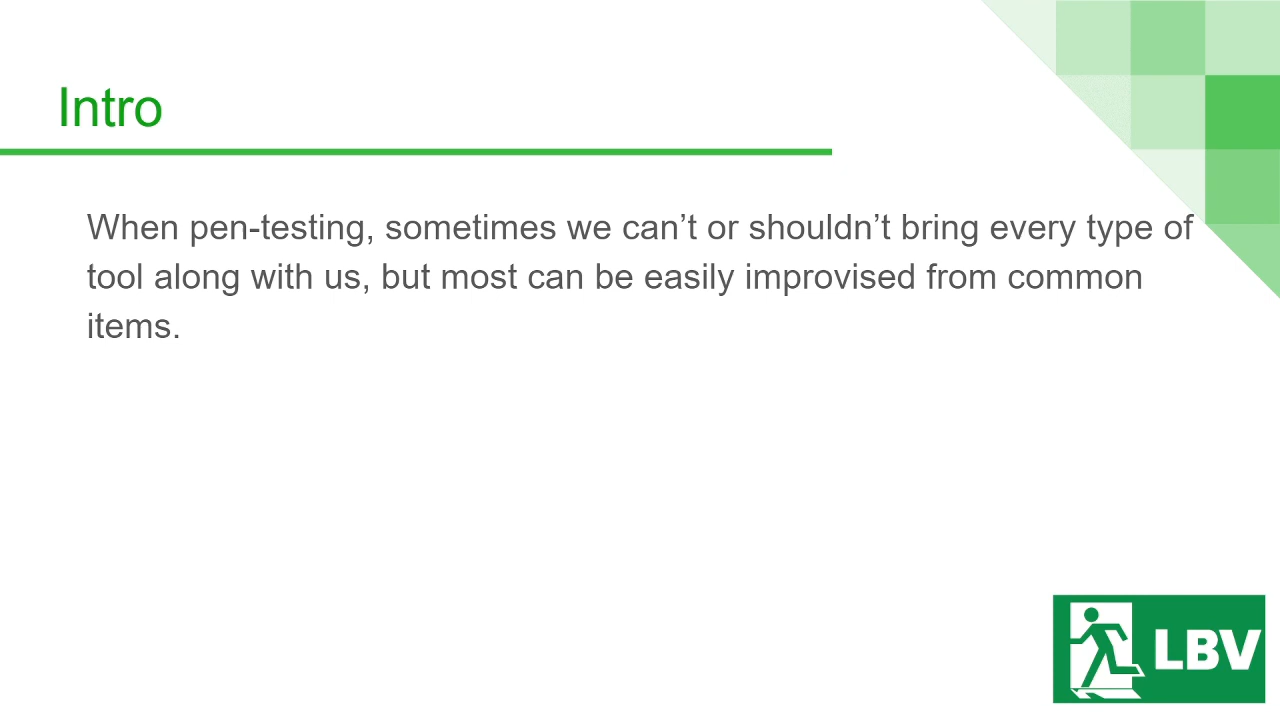 Intro
When pen-testing, sometimes we can’t or shouldn’t bring every type of
tool along with us, but most can be easily improvised from common
items.
LBV